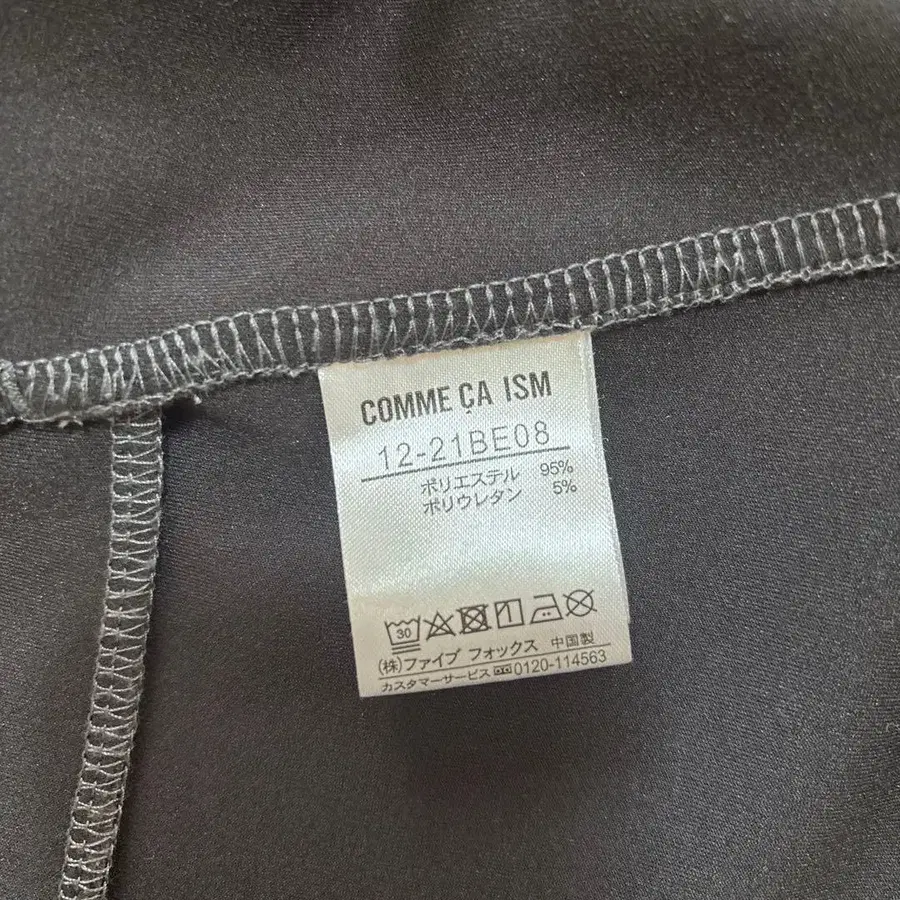 COMME ÇA ISM
12-21BE08
ポリエステル 95%
ポリウレタン 5%
30
(株)ファイブ フォックス 中国製
カスタマーサービス 0120-114563